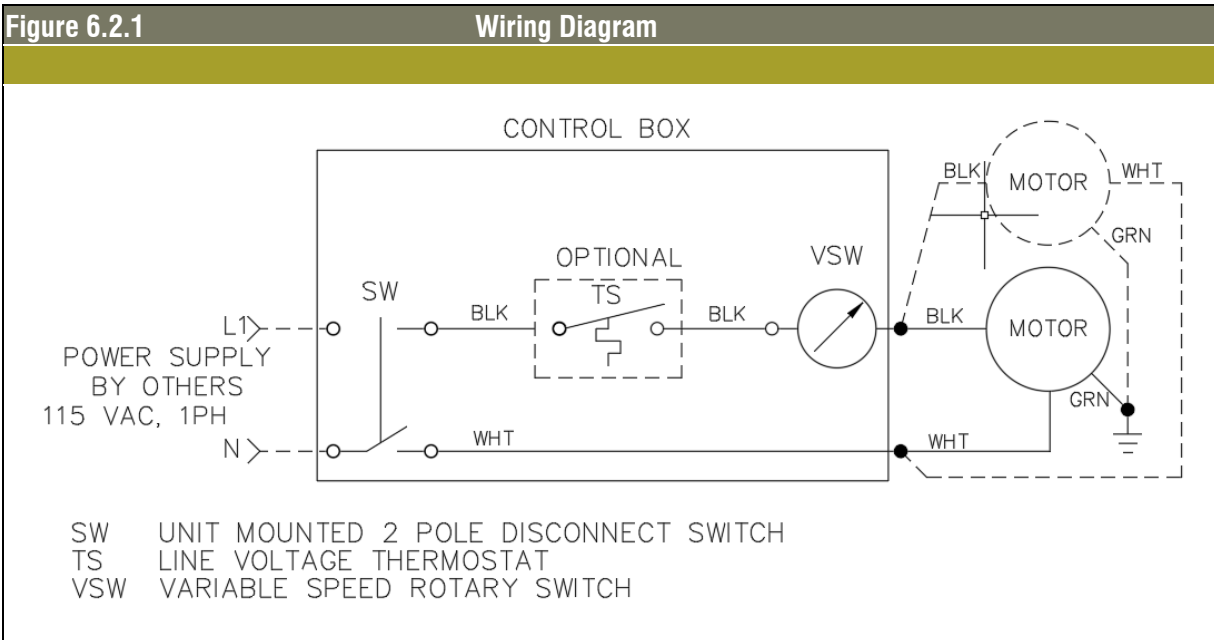 Figure 6.2.1 Wiring Diagram
CONTROL BOX
BLK MOTOR WHT
GRN
OPTIONAL VSW
SW TS
L1 BLK BLK BLK MOTOR
POWER SUPPLY
BY OTHERS
115 VAC, 1PH GRN
N WHT WHT
SW UNIT MOUNTED 2 POLE DISCONNECT SWITCH
TS LINE VOLTAGE THERMOSTAT
VSW VARIABLE SPEED ROTARY SWITCH